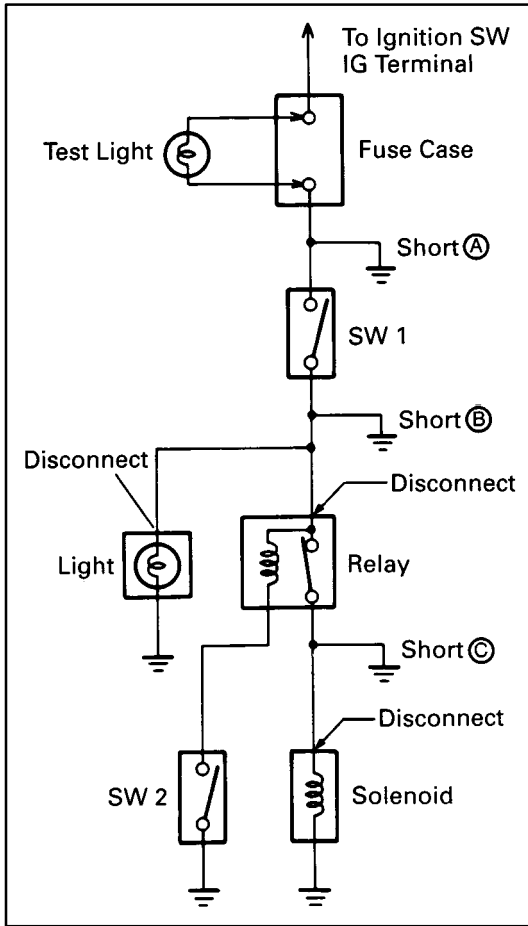 To Ignition SW
IG Terminal
Test Light
Fuse Case
Short Ⓐ
SW 1
Short Ⓑ
Disconnect
Disconnect
Light
Relay
Short Ⓒ
Disconnect
SW 2
Solenoid